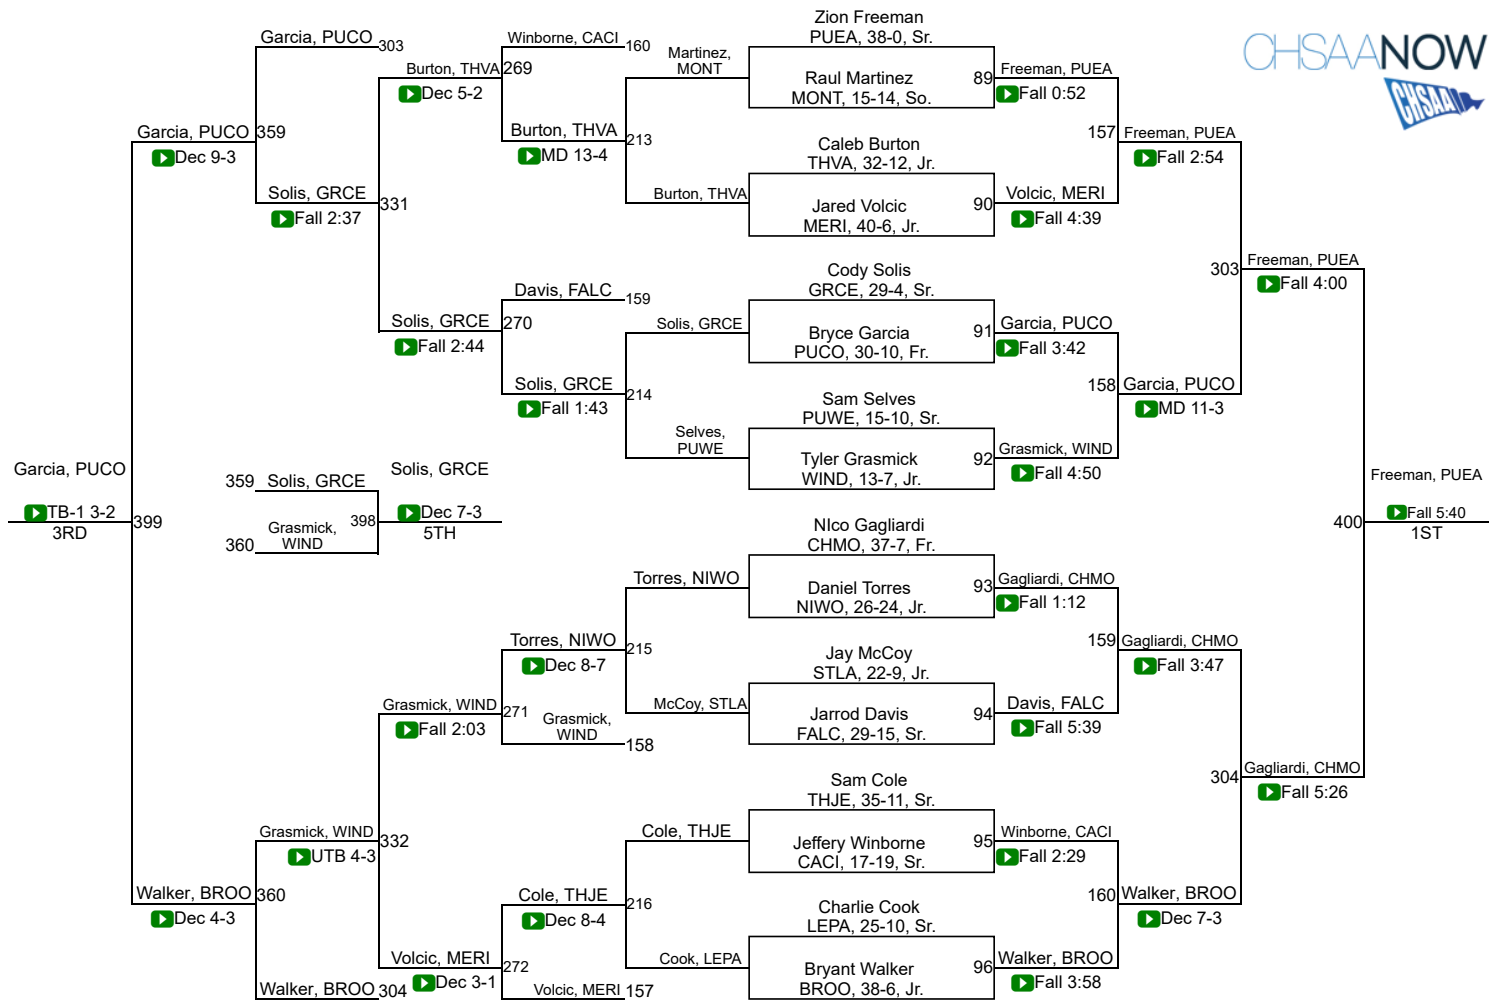 CHSAANOW
CHSAA
Zion Freeman
PUEA, 38-0, Sr.
Raul Martinez
MONT, 15-14, So.
89
Caleb Burton
THVA, 32-12, Jr.
Jared Volcic
MERI, 40-6, Jr.
90
Cody Solis
GRCE, 29-4, Sr.
Bryce Garcia
PUCO, 30-10, Fr.
91
Sam Selves
PUWE, 15-10, Sr.
Tyler Grasmick
WIND, 13-7, Jr.
92
NIco Gagliardi
CHMO, 37-7, Fr.
Daniel Torres
NIWO, 26-24, Jr.
93
Jay McCoy
STLA, 22-9, Jr.
Jarrod Davis
FALC, 29-15, Sr.
94
Sam Cole
THJE, 35-11, Sr.
Jeffery Winborne
CACI, 17-19, Sr.
95
Charlie Cook
LEPA, 25-10, Sr.
Bryant Walker
BROO, 38-6, Jr.
96
Freeman, PUEA
Fall 0:52
Volcic, MERI
Fall 4:39
157
Garcia, PUCO
Fall 3:42
Grasmick, WIND
Fall 4:50
158
Gagliardi, CHMO
Fall 1:12
Davis, FALC
Fall 5:39
159
Winborne, CACI
Fall 2:29
Walker, BROO
Fall 3:58
160
Freeman, PUEA
Fall 2:54
Garcia, PUCO
MD 11-3
303
Gagliardi, CHMO
Fall 3:47
Walker, BROO
Dec 7-3
304
Freeman, PUEA
Fall 4:00
Gagliardi, CHMO
Fall 5:26
400
Freeman, PUEA
Fall 5:40
1ST
Martinez,
MONT
Burton, THVA
213
Solis, GRCE
Selves,
PUWE
214
Torres, NIWO
McCoy, STLA
215
Cole, THJE
Cook, LEPA
216
Winborne, CACI
160
Burton, THVA
MD 13-4
269
Davis, FALC
159
Solis, GRCE
Fall 1:43
270
Torres, NIWO
Dec 8-7
Grasmick,
WIND
158
271
Cole, THJE
Dec 8-4
Volcic, MERI
157
272
Burton, THVA
Dec 5-2
Solis, GRCE
Fall 2:44
331
Grasmick, WIND
Fall 2:03
Volcic, MERI
Dec 3-1
332
Garcia, PUCO
303
Solis, GRCE
Fall 2:37
359
Grasmick, WIND
UTB 4-3
Walker, BROO
304
360
Garcia, PUCO
Dec 9-3
Walker, BROO
Dec 4-3
399
Garcia, PUCO
TB-1 3-2
3RD
359
Solis, GRCE
360
Grasmick,
WIND
398
Solis, GRCE
Dec 7-3
5TH